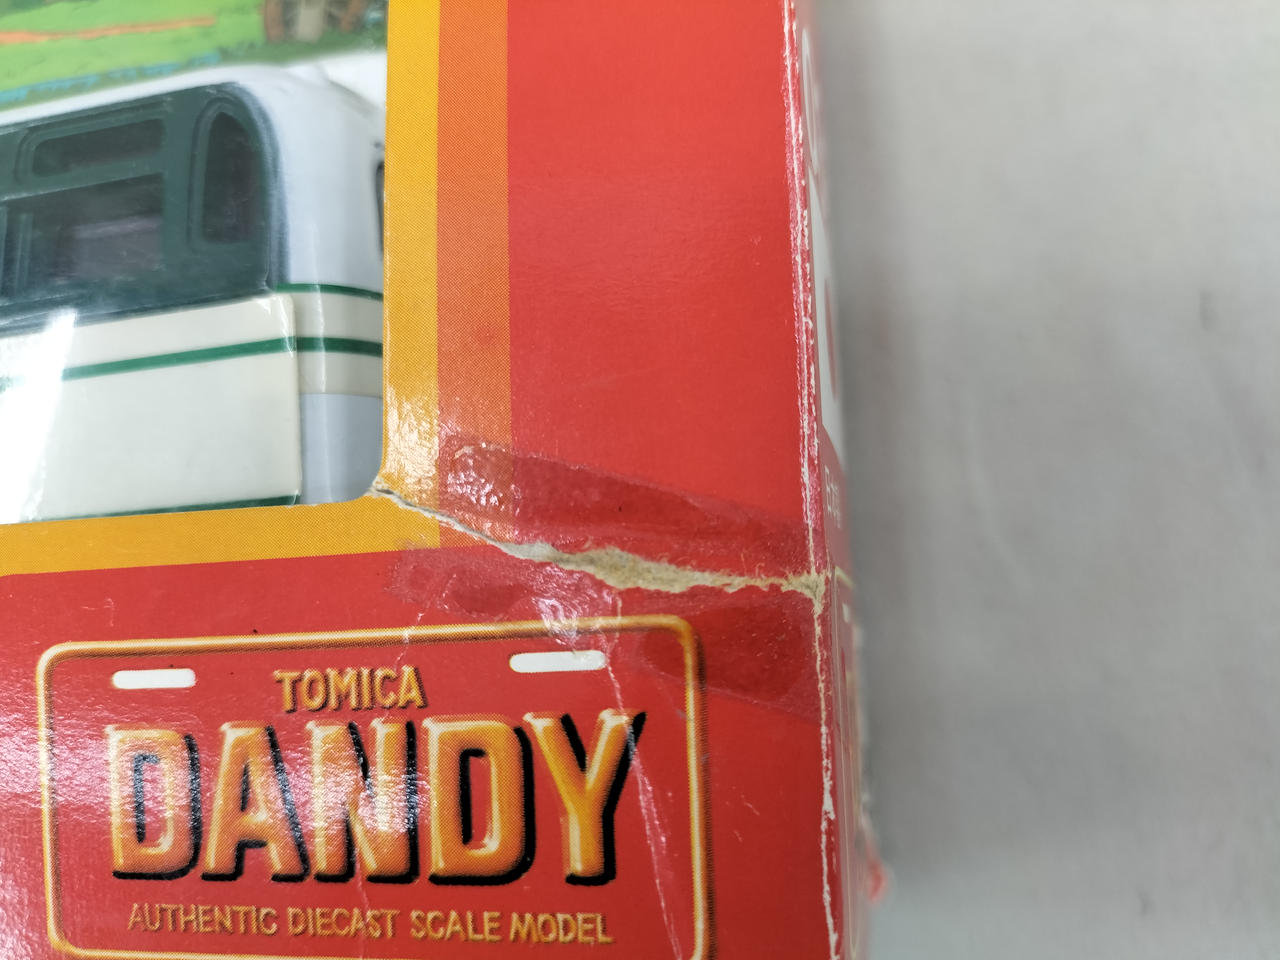 TOMICA
DANDY
AUTHENTIC DIECAST SCALE MODEL